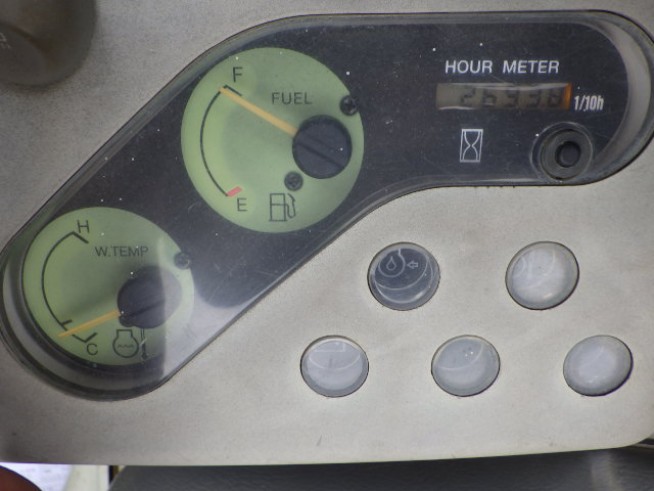 F
FUEL
E
HOUR METER
1/10h
H
W.TEMP
C